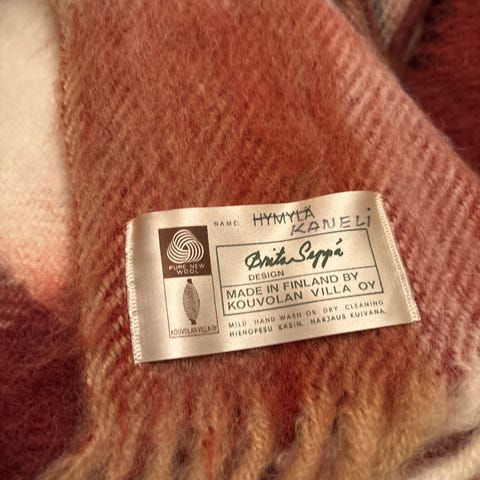 NAME: HYMYLÄ
KANELI
PURE NEW
WOOL
Brita Seppä
DESIGN
MADE IN FINLAND BY
KOUVOLAN VILLA OY
KOUVOLAN VILLA OY
MILD HAND WASH OR DRY CLEANING
HIENOPESU KÄSIN, HARJAUS KUIVANA.